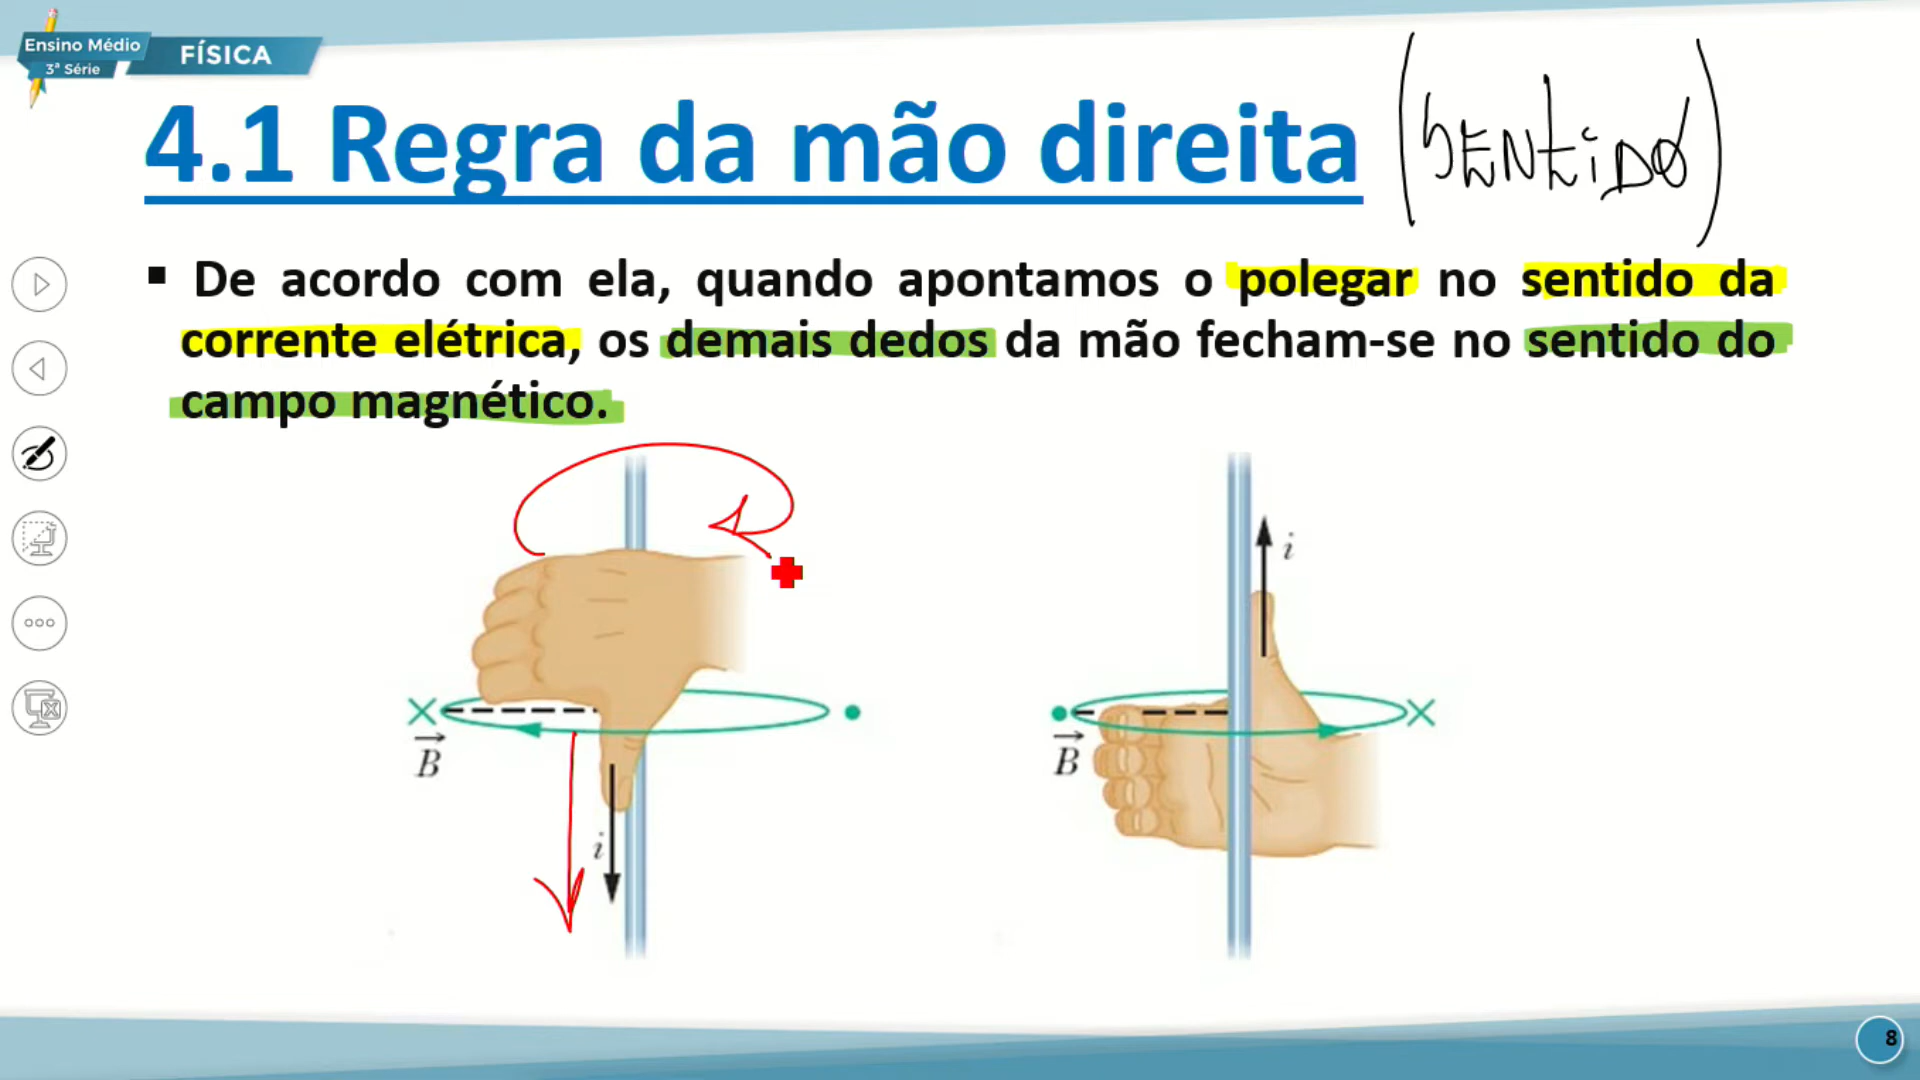 Ensino Médio
3ª Série
FÍSICA
4.1 Regra da mão direita (SENTIDO)
▪ De acordo com ela, quando apontamos o polegar no sentido da
corrente elétrica, os demais dedos da mão fecham-se no sentido do
campo magnético.
i
B
i
B
8